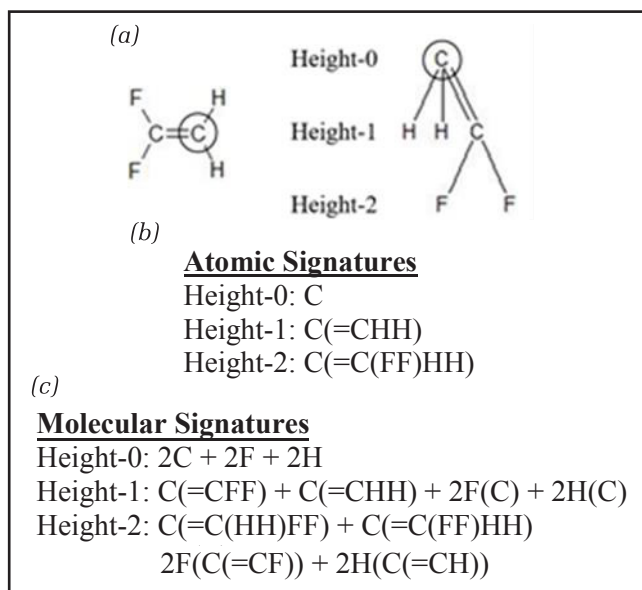 (a)
F H
C=C
F H
Height-0 C
Height-1 H H C
Height-2 F F
(b)
Atomic Signatures
Height-0: C
Height-1: C(=CHH)
Height-2: C(=C(FF)HH)
(c)
Molecular Signatures
Height-0: 2C + 2F + 2H
Height-1: C(=CFF) + C(=CHH) + 2F(C) + 2H(C)
Height-2: C(=C(HH)FF) + C(=C(FF)HH)
2F(C(=CF)) + 2H(C(=CH))